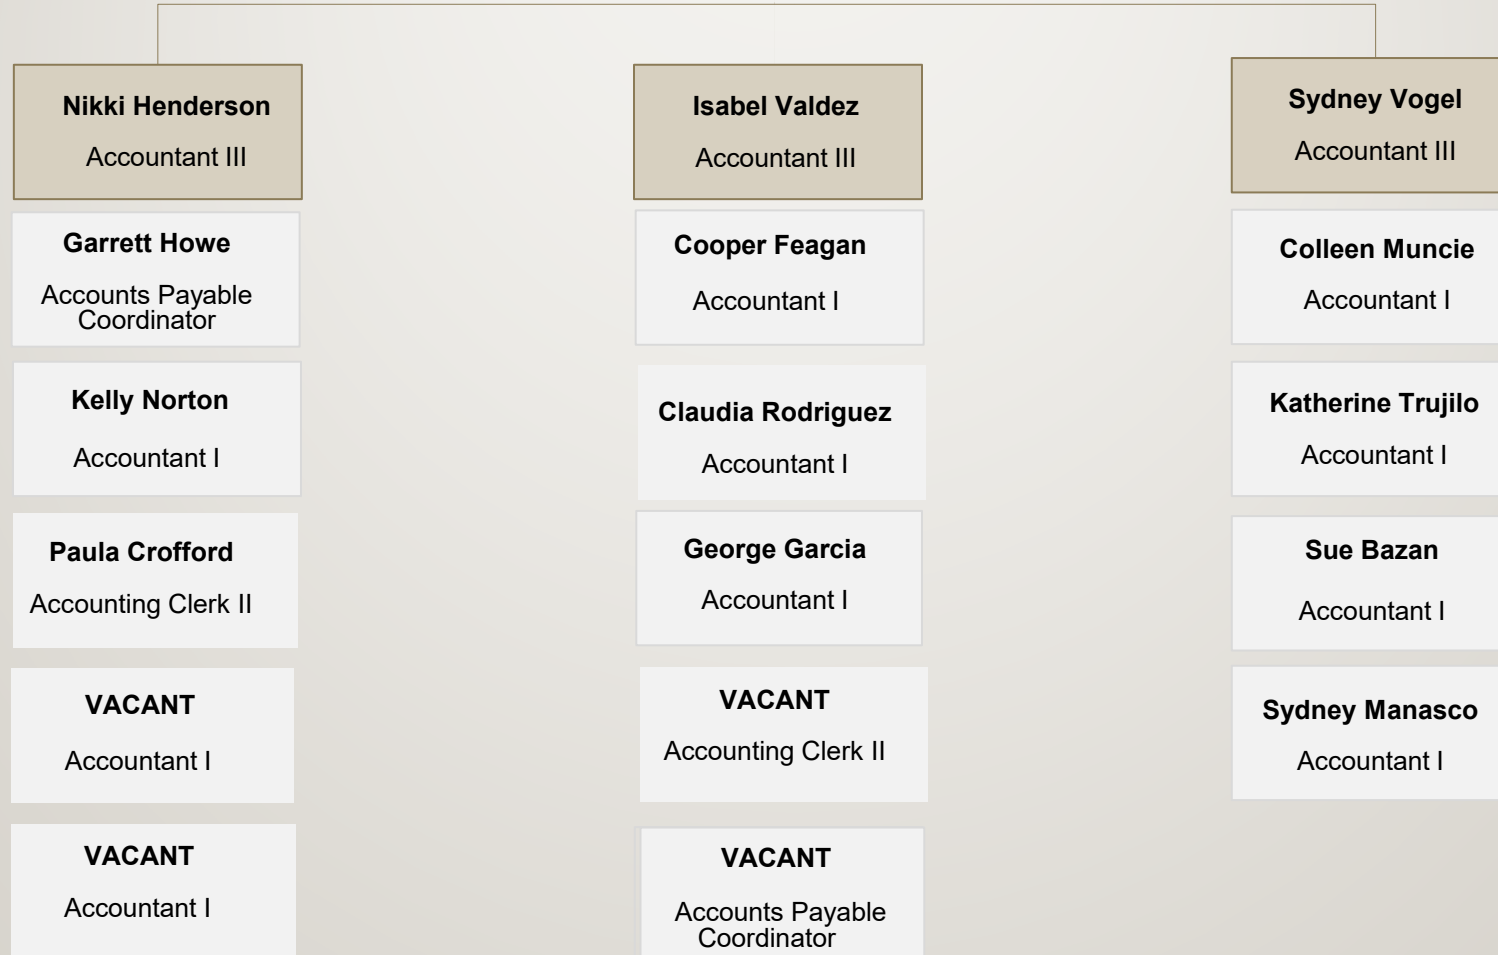 Nikki Henderson
Accountant III
Garrett Howe
Accounts Payable
Coordinator
Kelly Norton
Accountant I
Paula Crofford
Accounting Clerk II
VACANT
Accountant I
VACANT
Accountant I
Isabel Valdez
Accountant III
Cooper Feagan
Accountant I
Claudia Rodriguez
Accountant I
George Garcia
Accountant I
VACANT
Accounting Clerk II
VACANT
Accounts Payable
Coordinator
Sydney Vogel
Accountant III
Colleen Muncie
Accountant I
Katherine Trujilo
Accountant I
Sue Bazan
Accountant I
Sydney Manasco
Accountant I